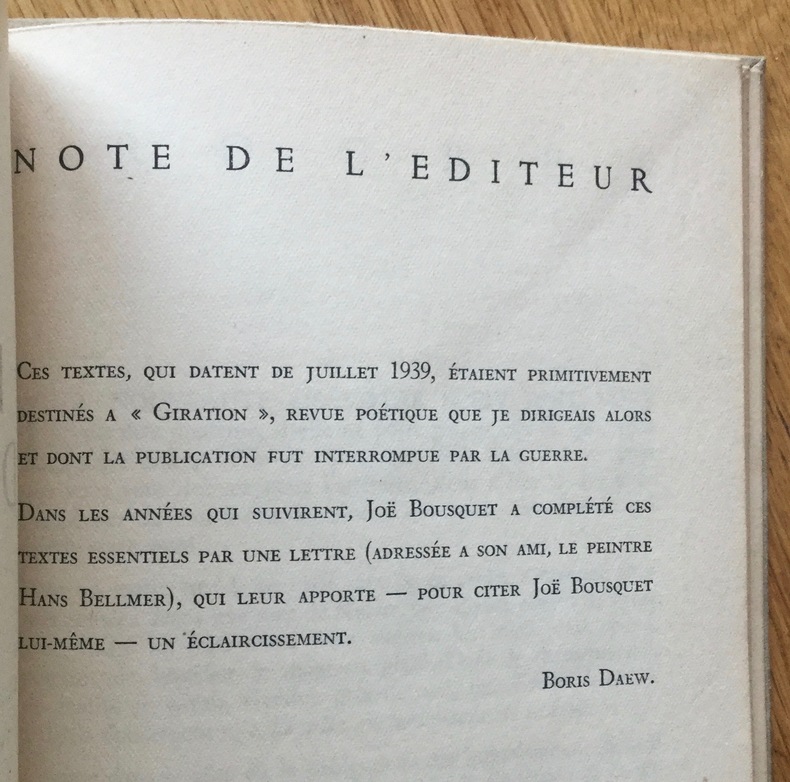 NOTE DE L'EDITEUR
CES TEXTES, QUI DATENT DE JUILLET 1939, ÉTAIENT PRIMITIVEMENT
DESTINÉS A « GIRATION », REVUE POÉTIQUE QUE JE DIRIGEAIS ALORS
ET DONT LA PUBLICATION FUT INTERROMPUE PAR LA GUERRE.
DANS LES ANNÉES QUI SUIVIRENT, JOË BOUSQUET A COMPLÉTÉ CES
TEXTES ESSENTIELS PAR UNE LETTRE (ADRESSÉE A SON AMI, LE PEINTRE
HANS BELLMER), QUI LEUR APPORTE — POUR CITER JOË BOUSQUET
LUI-MÊME — UN ÉCLAIRCISSEMENT.
BORIS DAEW.